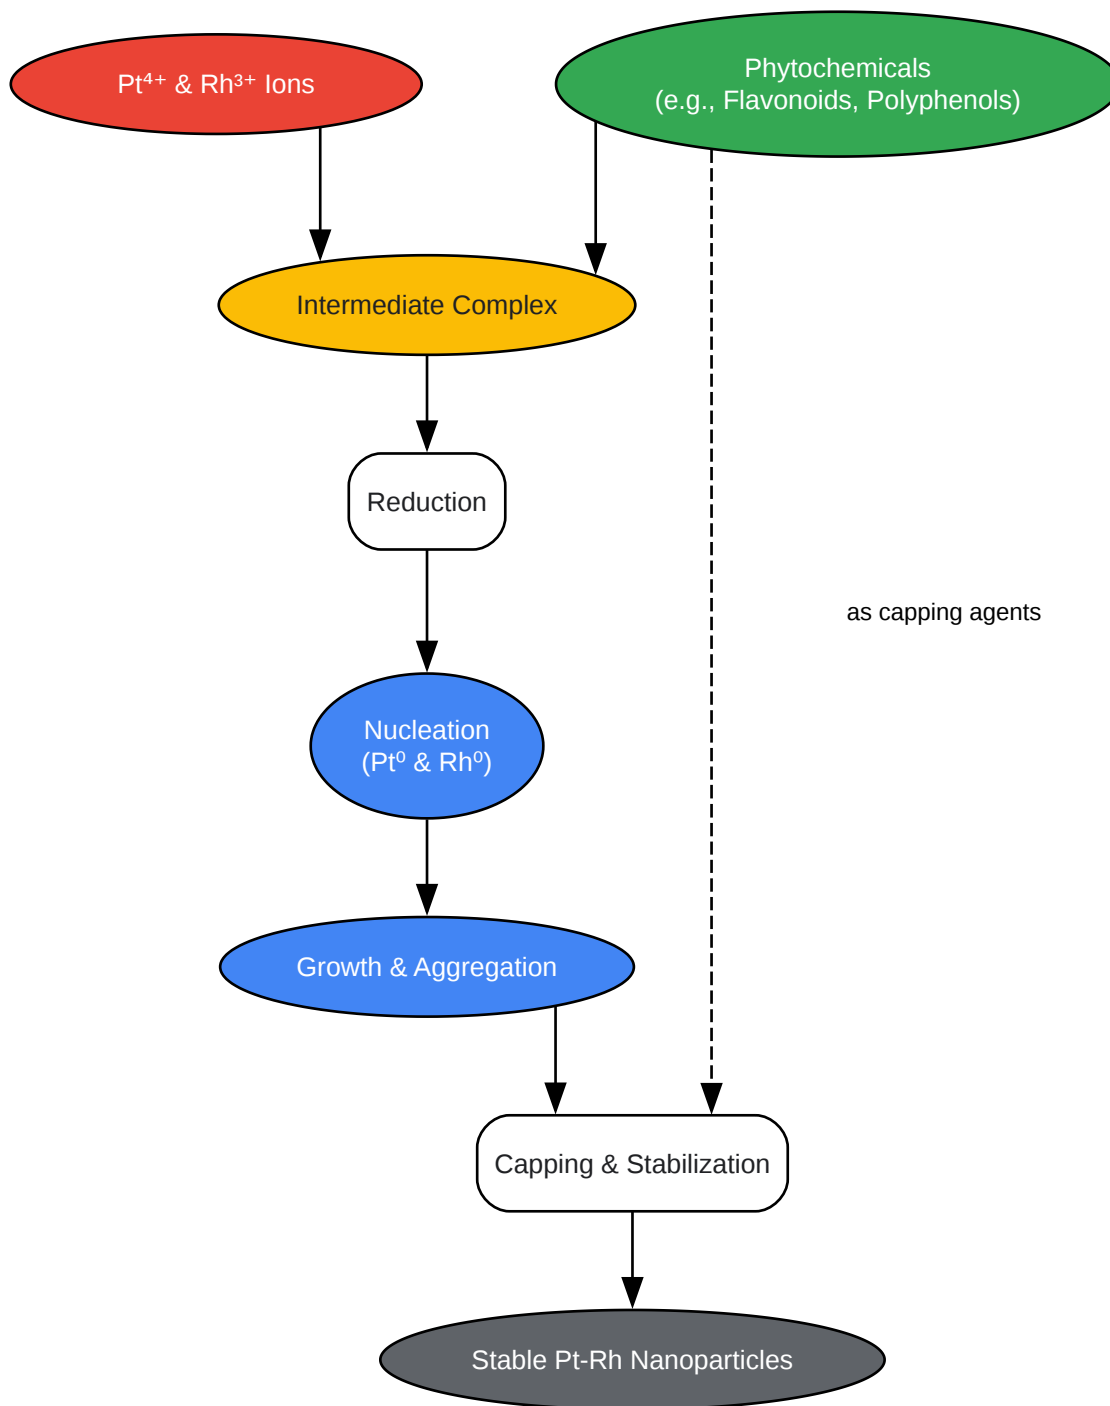 Pt⁴⁺ & Rh³⁺ Ions
Phytochemicals
(e.g., Flavonoids, Polyphenols)
Intermediate Complex
Reduction
as capping agents
Nucleation
(Pt⁰ & Rh⁰)
Growth & Aggregation
Capping & Stabilization
Stable Pt-Rh Nanoparticles